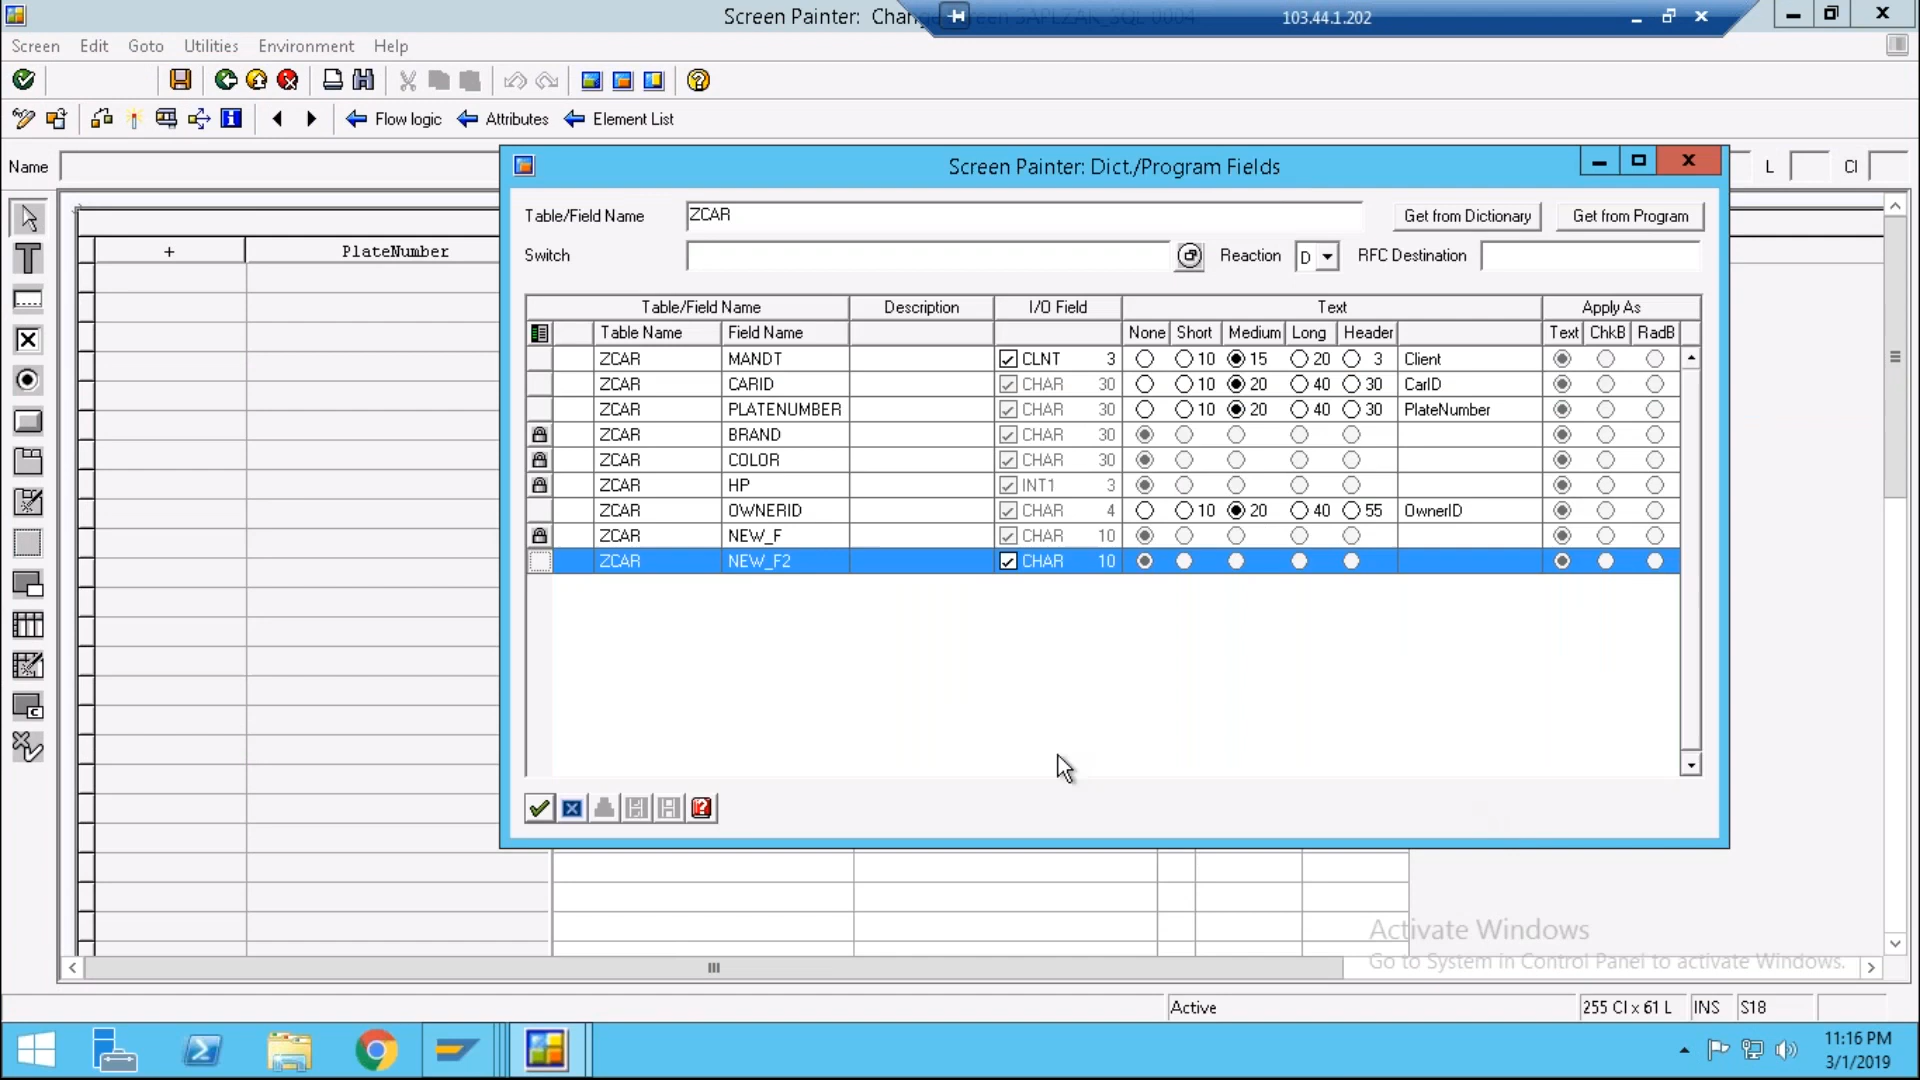 Screen Painter: Change Screen SAPLZAK_SQL 0004
103.44.1.202
Screen Edit Goto Utilities Environment Help
Flow logic Attributes Element List
Name
L
Cl
+
PlateNumber
Screen Painter: Dict./Program Fields
Table/Field Name ZCAR Get from Dictionary Get from Program
Switch Reaction D RFC Destination
Table/Field Name Description I/O Field Text Apply As
Table Name Field Name None Short Medium Long Header Text ChkB RadB
ZCAR MANDT CLNT 3 10 15 20 3 Client
ZCAR CARID CHAR 30 10 20 40 30 CarID
ZCAR PLATENUMBER CHAR 30 10 20 40 30 PlateNumber
ZCAR BRAND CHAR 30
ZCAR COLOR CHAR 30
ZCAR HP INT1 3
ZCAR OWNERID CHAR 4 10 20 40 55 OwnerID
ZCAR NEW_F CHAR 10
ZCAR NEW_F2 CHAR 10
Activate Windows
Go to System in Control Panel to activate Windows.
Active
255 Cl x 61 L
INS
S18
11:16 PM
3/1/2019